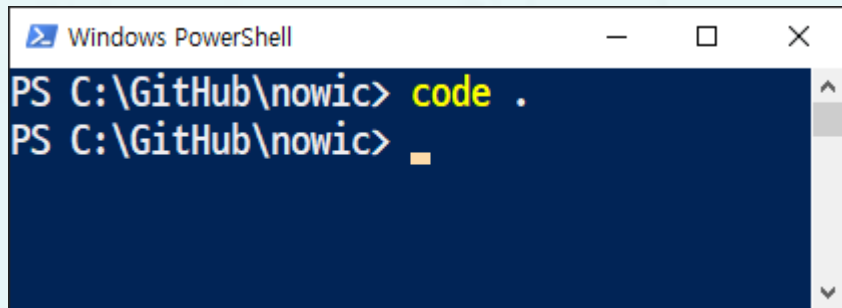 Windows PowerShell
PS C:\GitHub\nowic> code .
PS C:\GitHub\nowic>